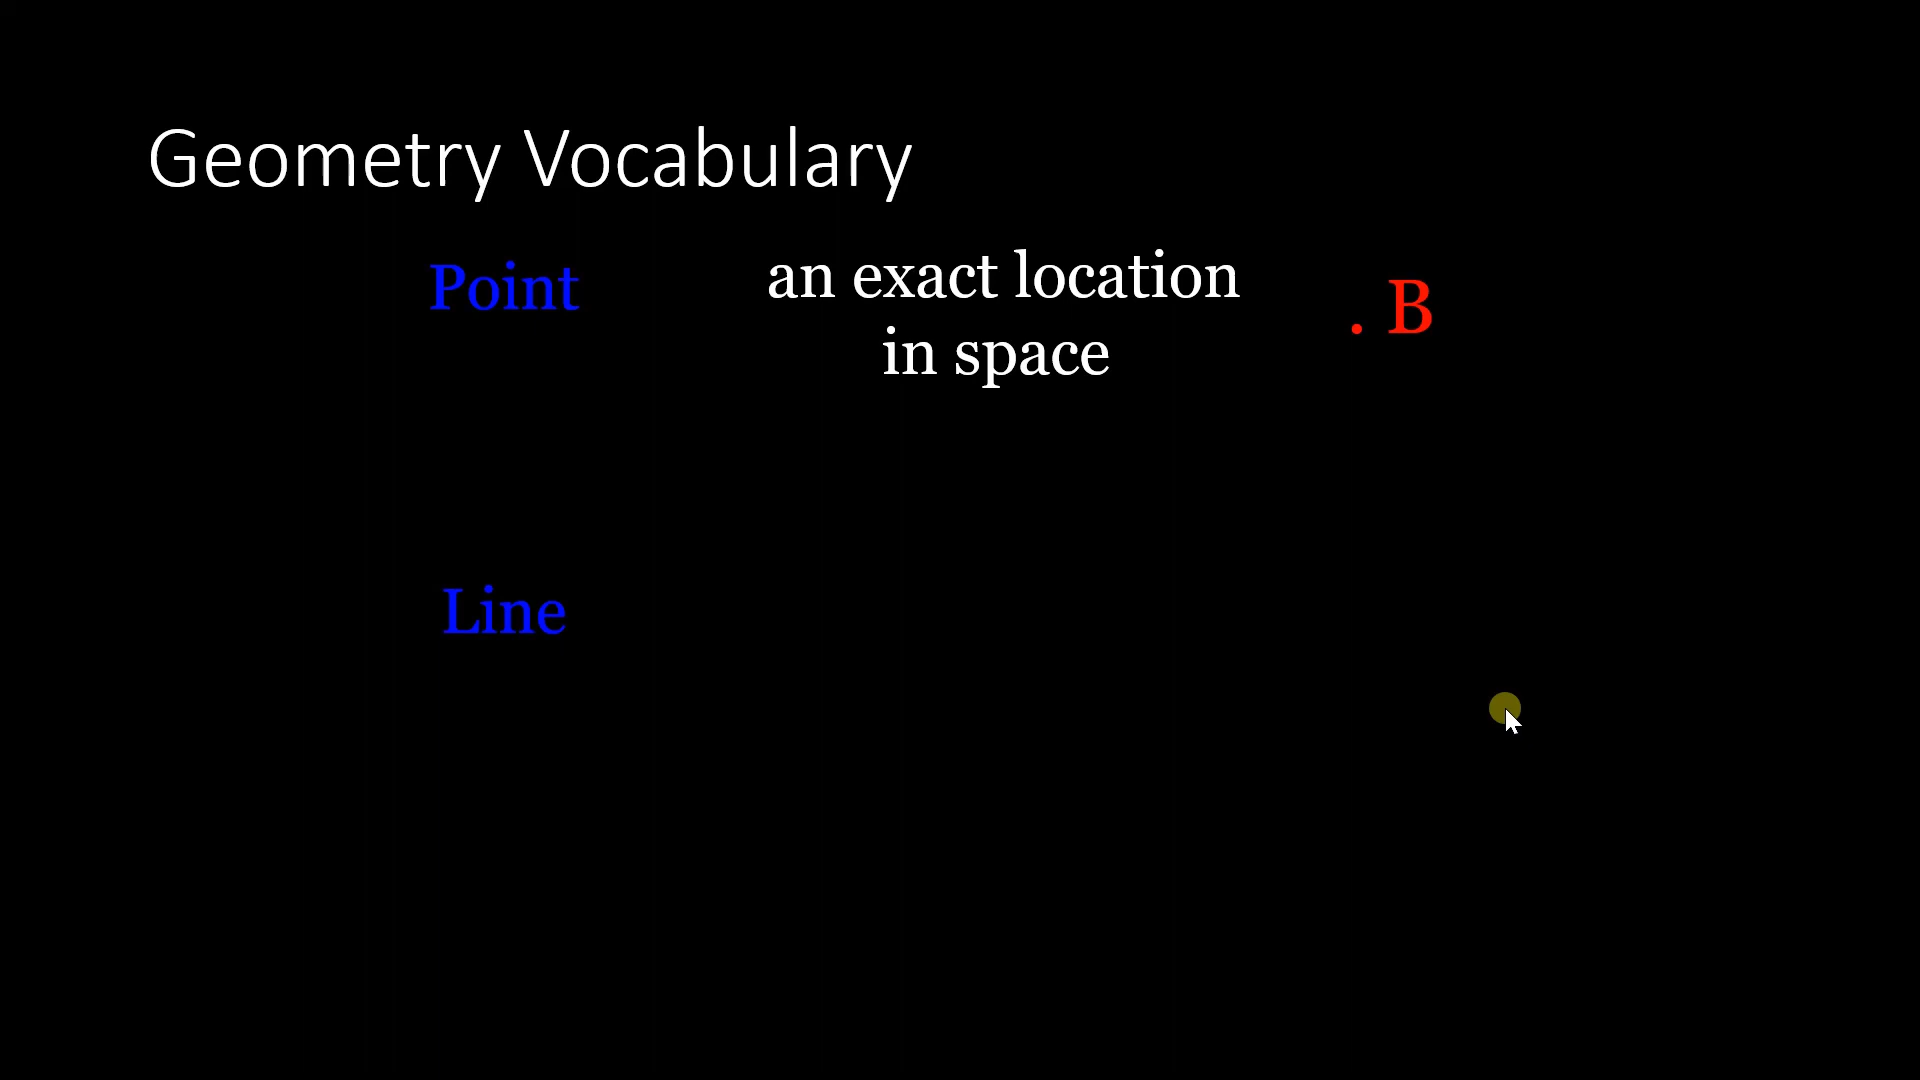 Geometry Vocabulary
Point
an exact location
in space
. B
Line